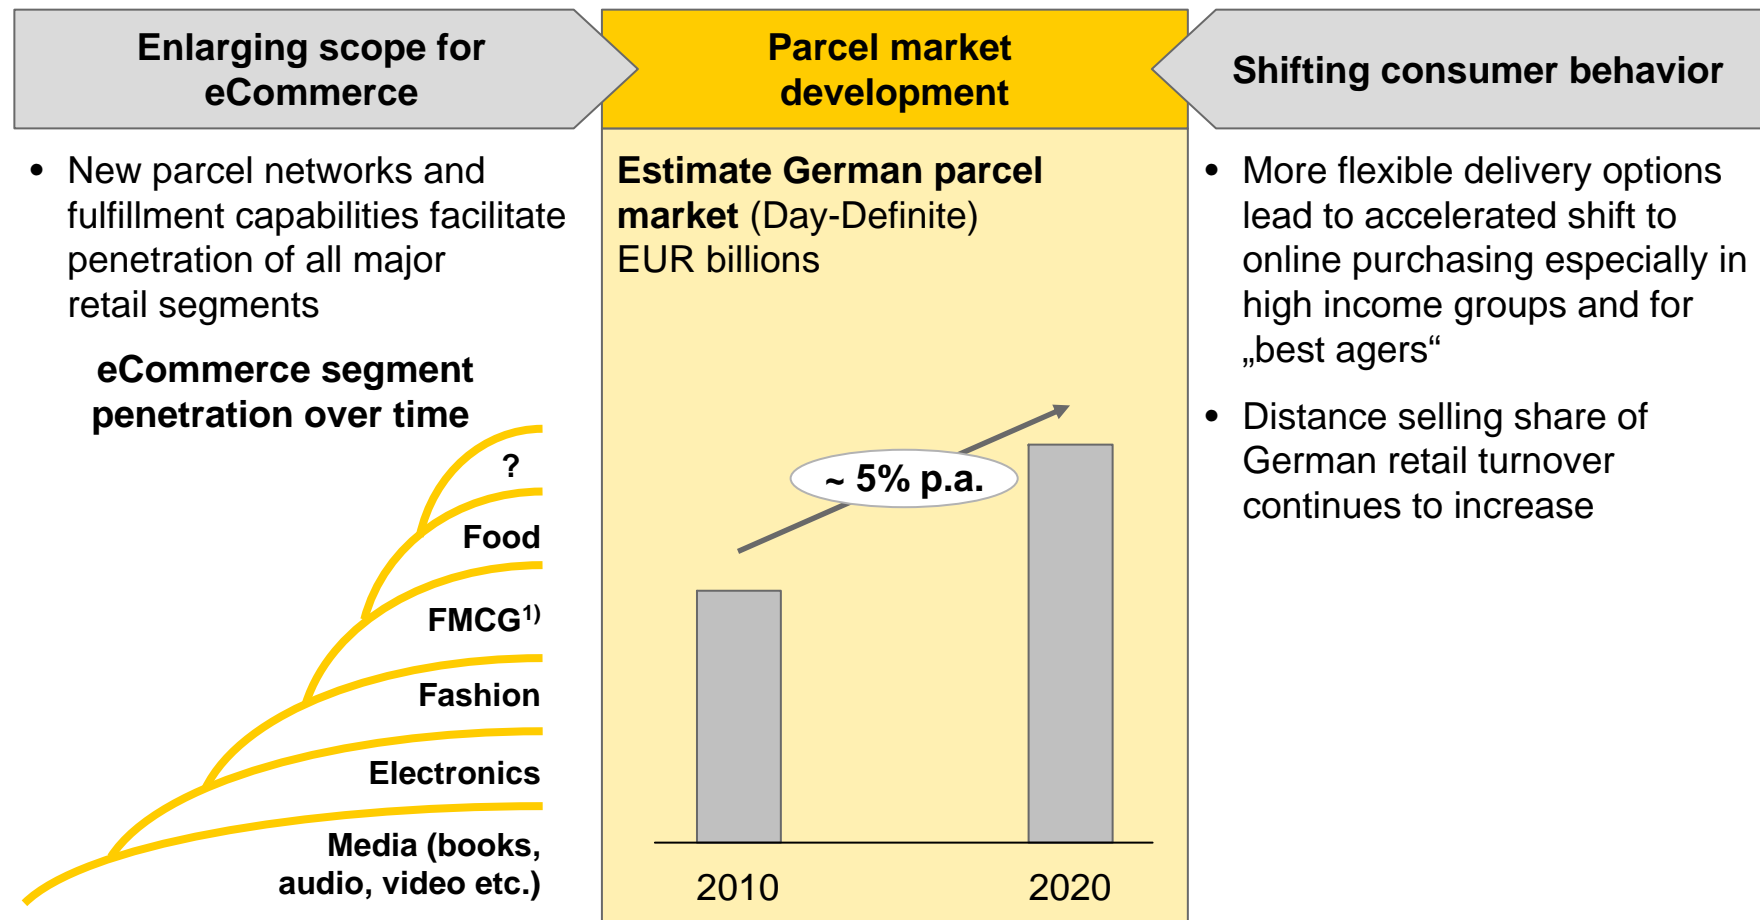 Enlarging scope for
eCommerce
• New parcel networks and
fulfillment capabilities facilitate
penetration of all major
retail segments
eCommerce segment
penetration over time
?
Food
FMCG1)
Fashion
Electronics
Media (books,
audio, video etc.)
Parcel market
development
Estimate German parcel
market (Day-Definite)
EUR billions
~ 5% p.a.
2010
2020
Shifting consumer behavior
• More flexible delivery options
lead to accelerated shift to
online purchasing especially in
high income groups and for
„best agers“
• Distance selling share of
German retail turnover
continues to increase